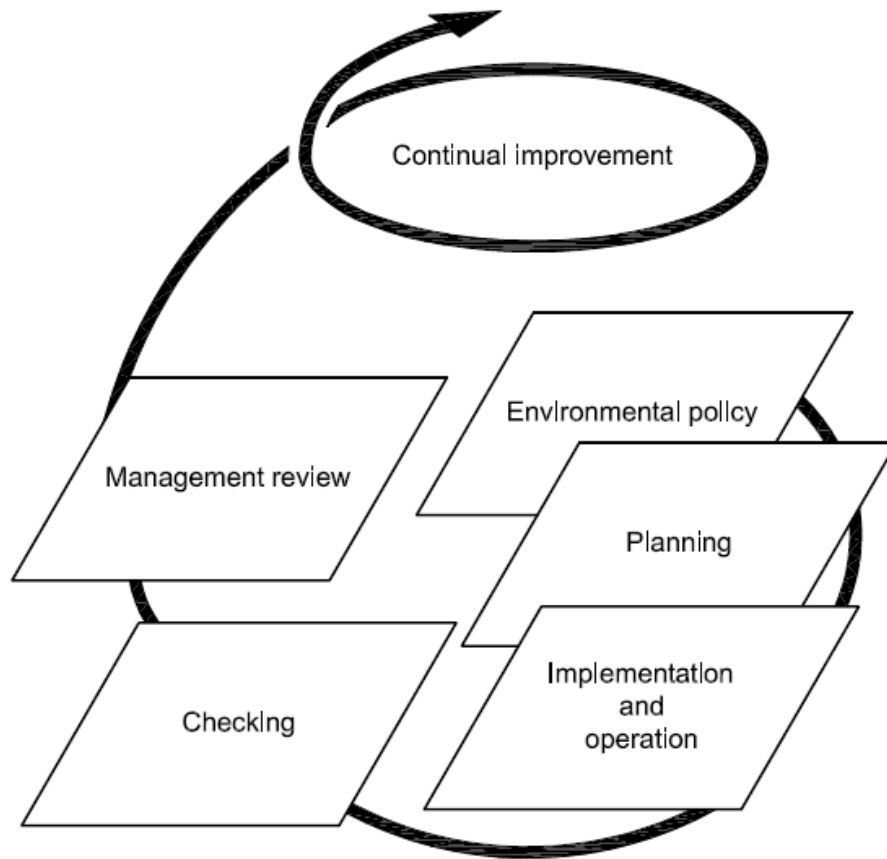 Continual improvement
Environmental policy
Management review
Planning
Implementation
and
operation
Checking